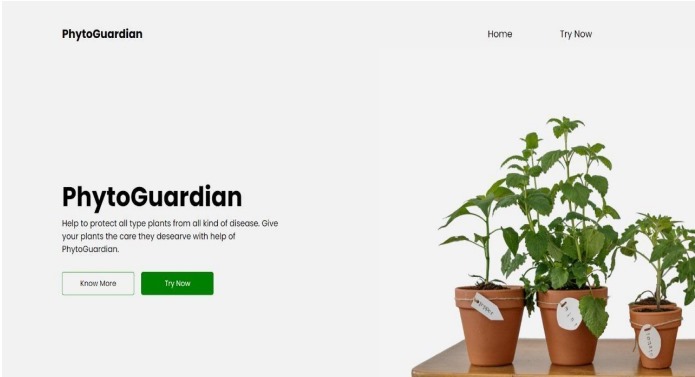 PhytoGuardian
Home
Try Now
PhytoGuardian
Help to protect all type plants from all kind of disease. Give
your plants the care they desearve with help of
PhytoGuardian.
Know More
Try Now